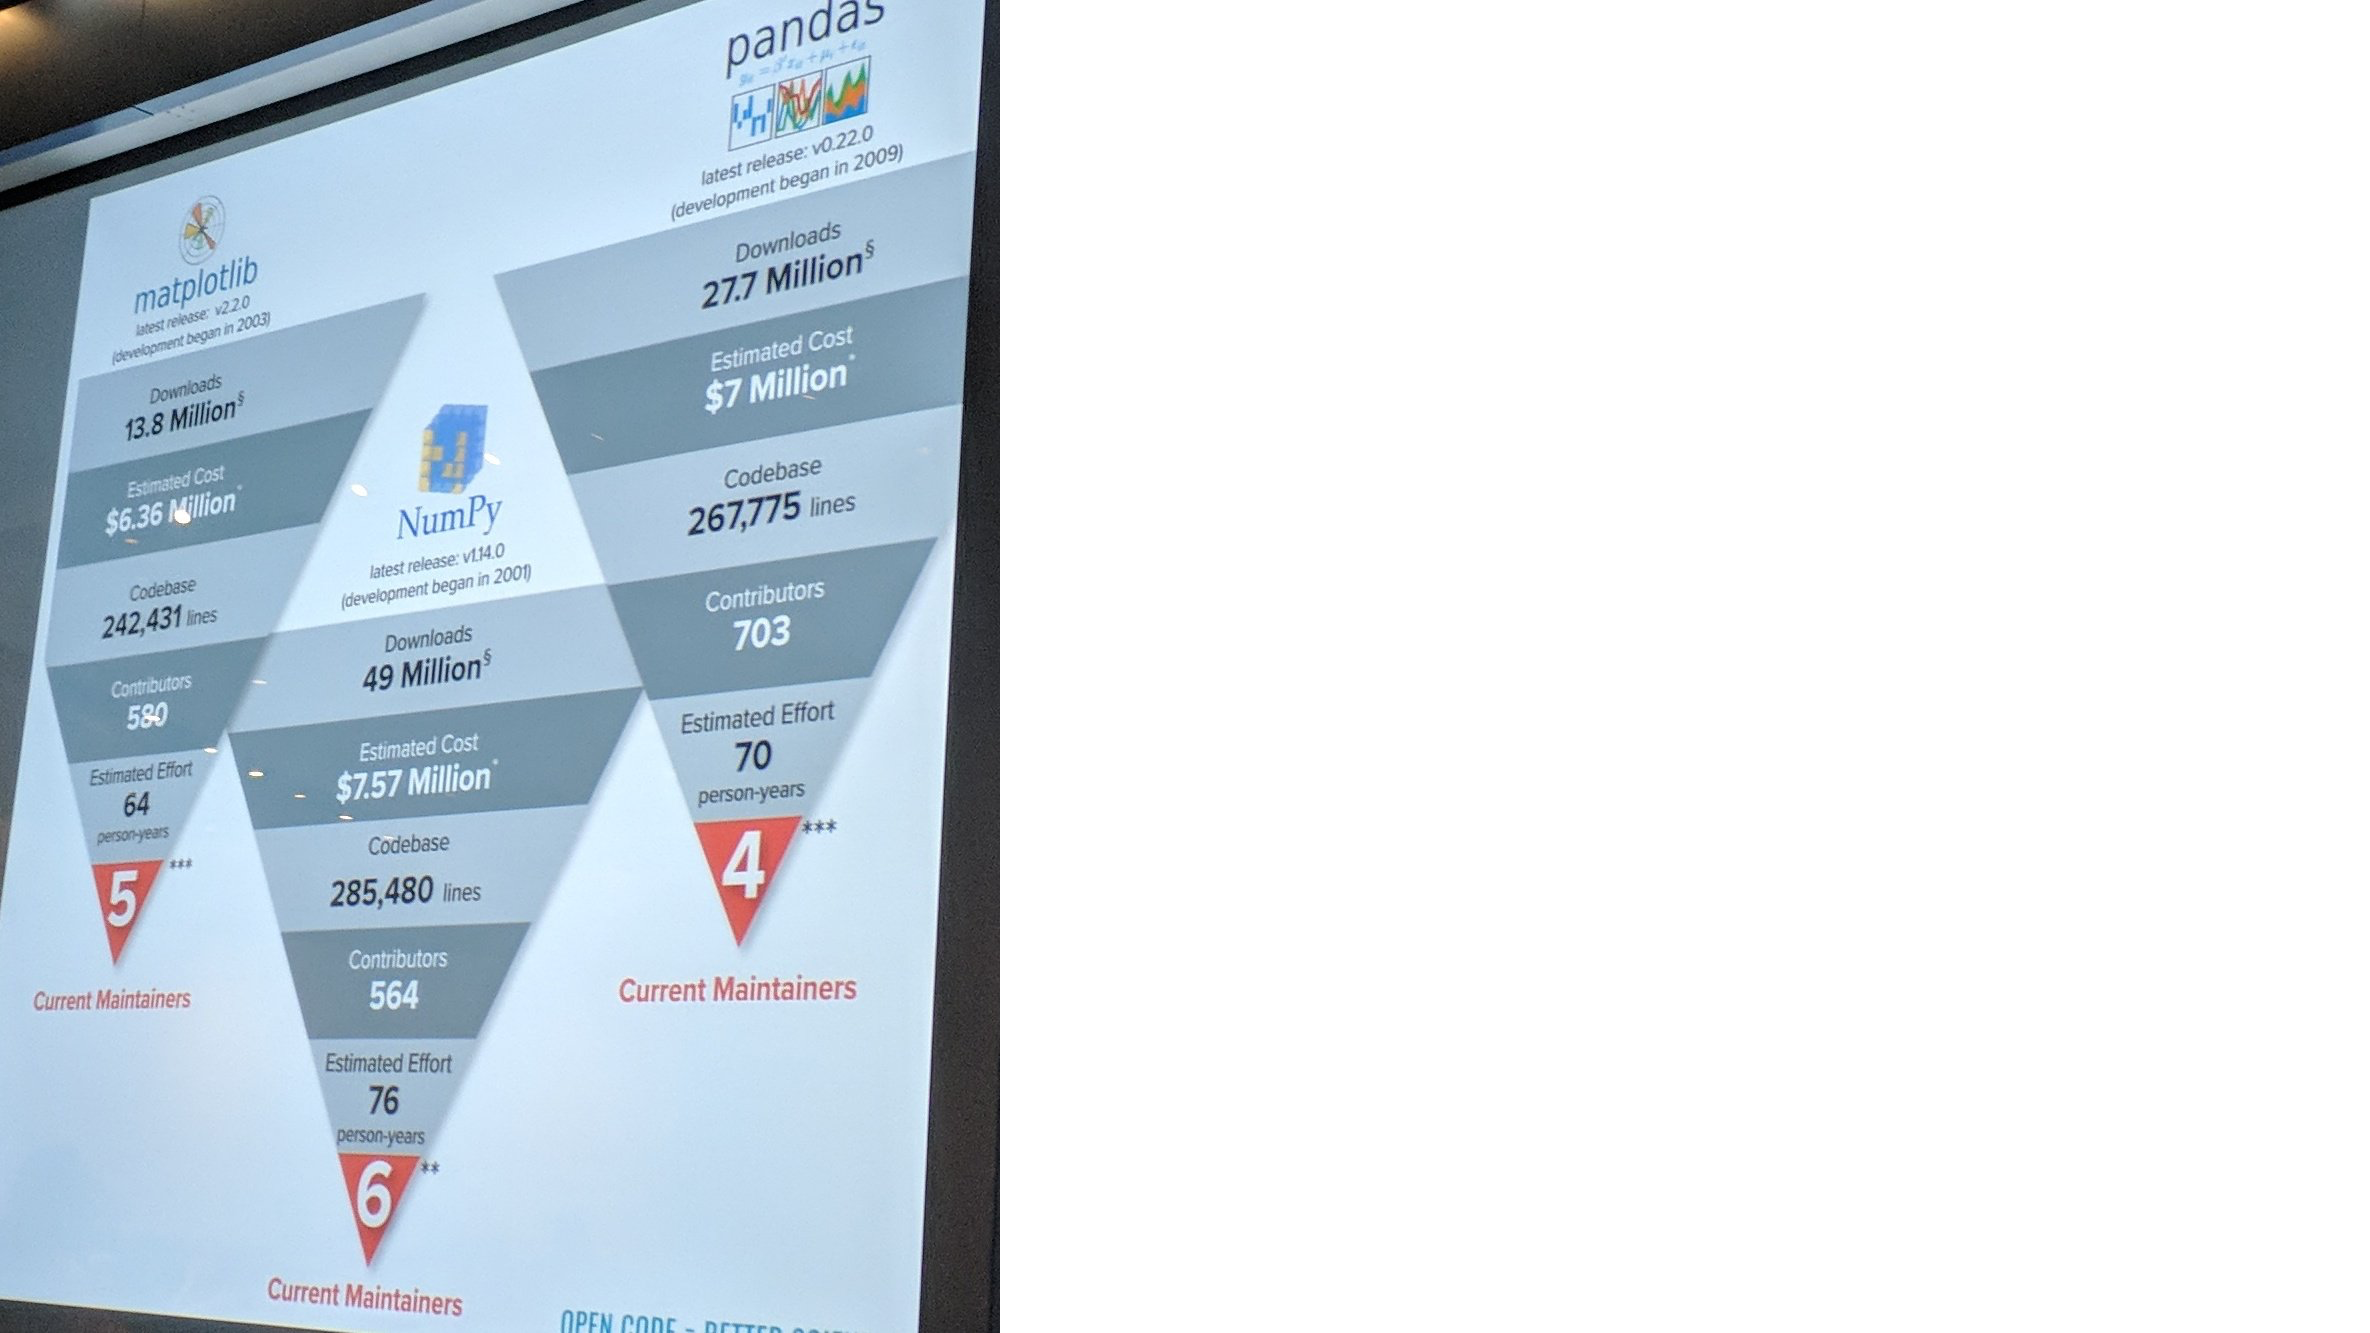 pandas
latest release: v0.22.0
(development began in 2009)
Downloads
27.7 Million§
Estimated Cost
$7 Million*
Codebase
267,775 lines
Contributors
703
Estimated Effort
70
person-years
4 ***
Current Maintainers
matplotlib
latest release: v2.2.0
(development began in 2003)
Downloads
13.8 Million§
Estimated Cost
$6.36 Million*
Codebase
242,431 lines
Contributors
580
Estimated Effort
64
person-years
5 ***
Current Maintainers
NumPy
latest release: v1.14.0
(development began in 2001)
Downloads
49 Million§
Estimated Cost
$7.57 Million*
Codebase
285,480 lines
Contributors
564
Estimated Effort
76
person-years
6 **
Current Maintainers
OPEN CODE = BETTER